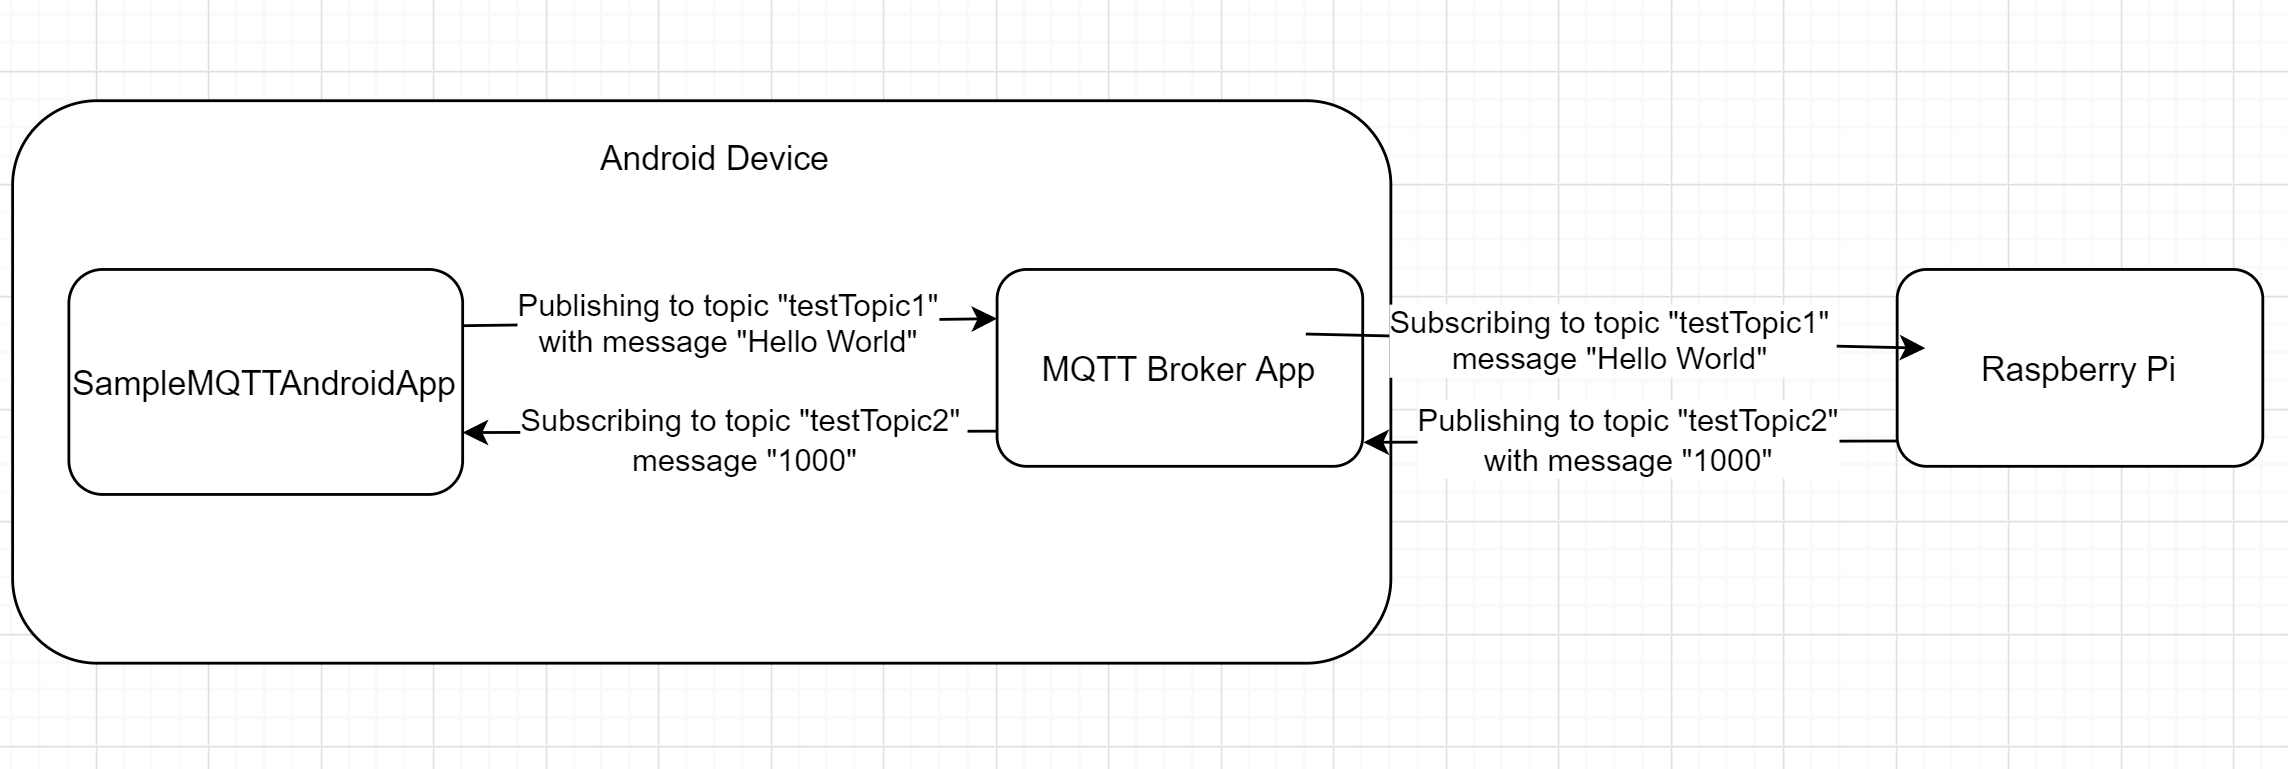 Android Device
SampleMQTTAndroidApp
Publishing to topic "testTopic1"
with message "Hello World"
Subscribing to topic "testTopic2"
message "1000"
MQTT Broker App
Subscribing to topic "testTopic1"
message "Hello World"
Publishing to topic "testTopic2"
with message "1000"
Raspberry Pi